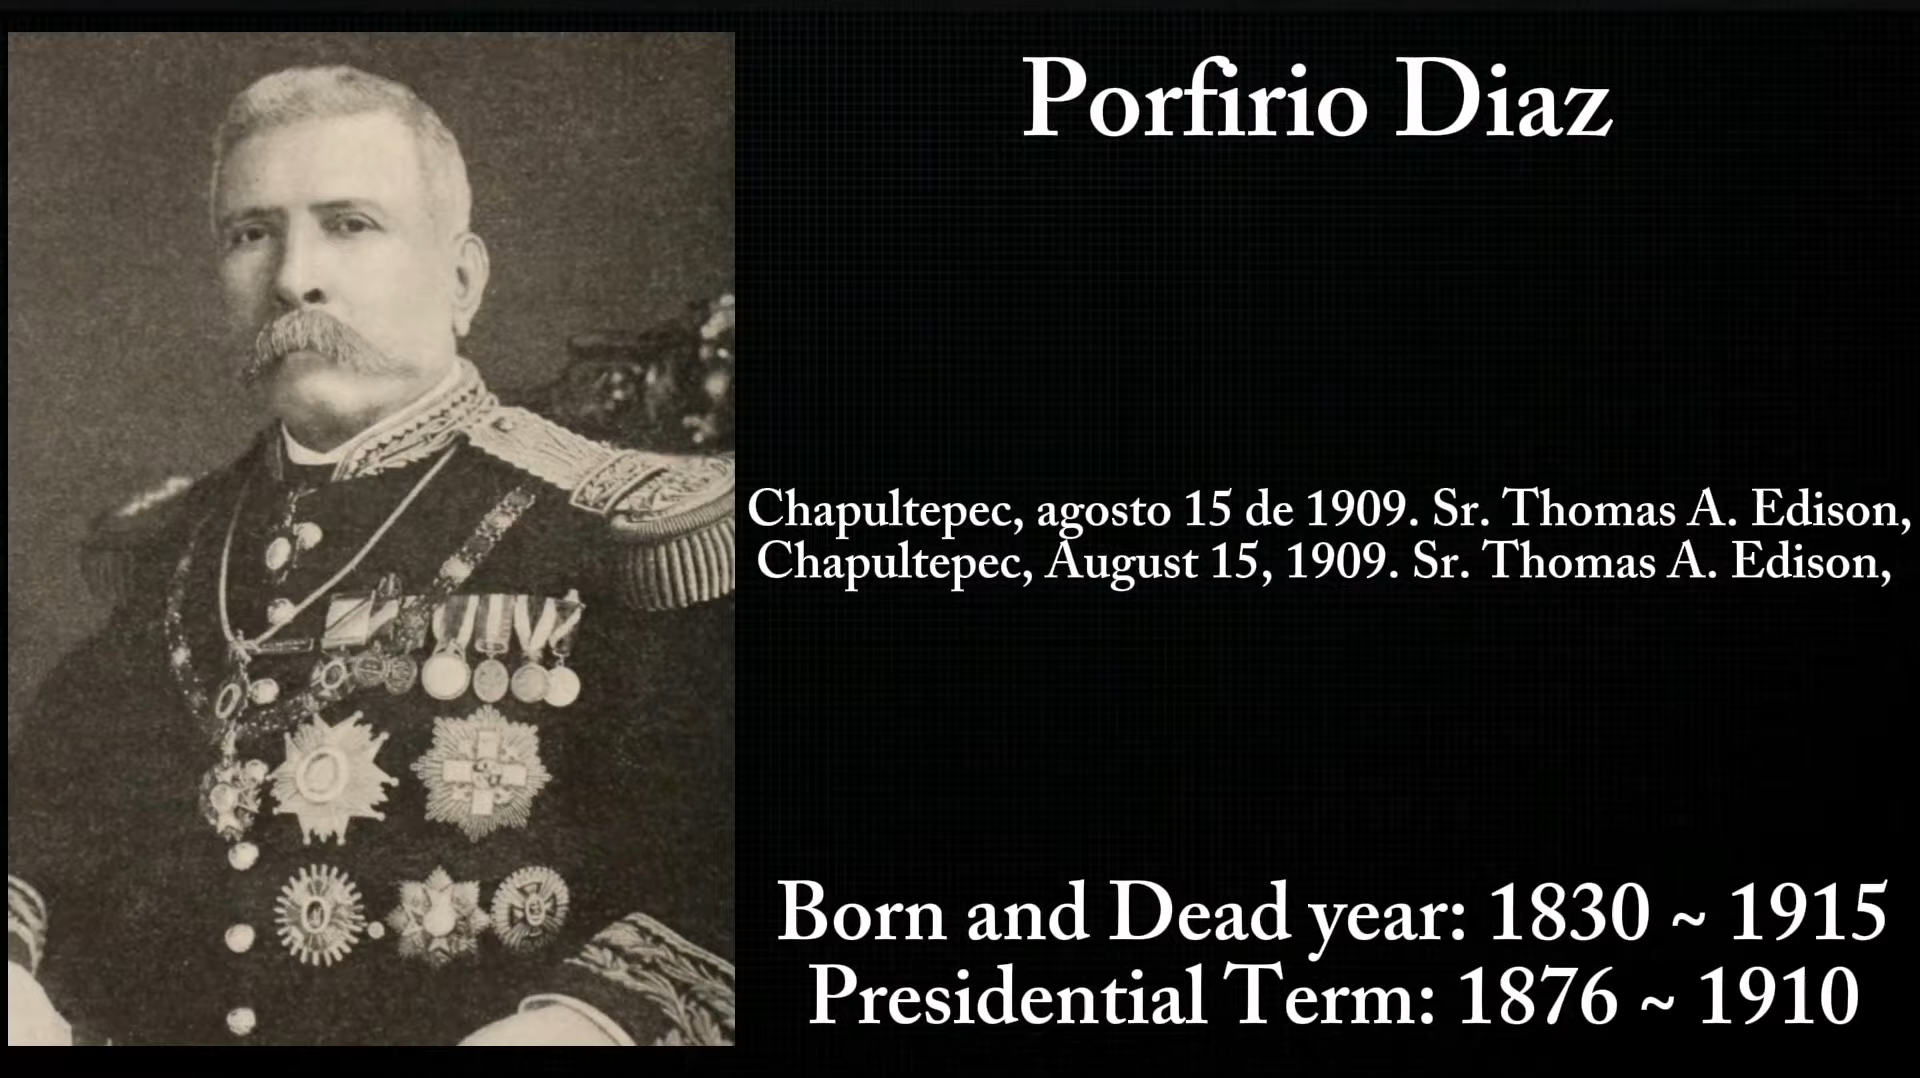 Porfirio Diaz
Chapultepec, agosto 15 de 1909. Sr. Thomas A. Edison,
Chapultepec, August 15, 1909. Sr. Thomas A. Edison,
Born and Dead year: 1830 ~ 1915
Presidential Term: 1876 ~ 1910